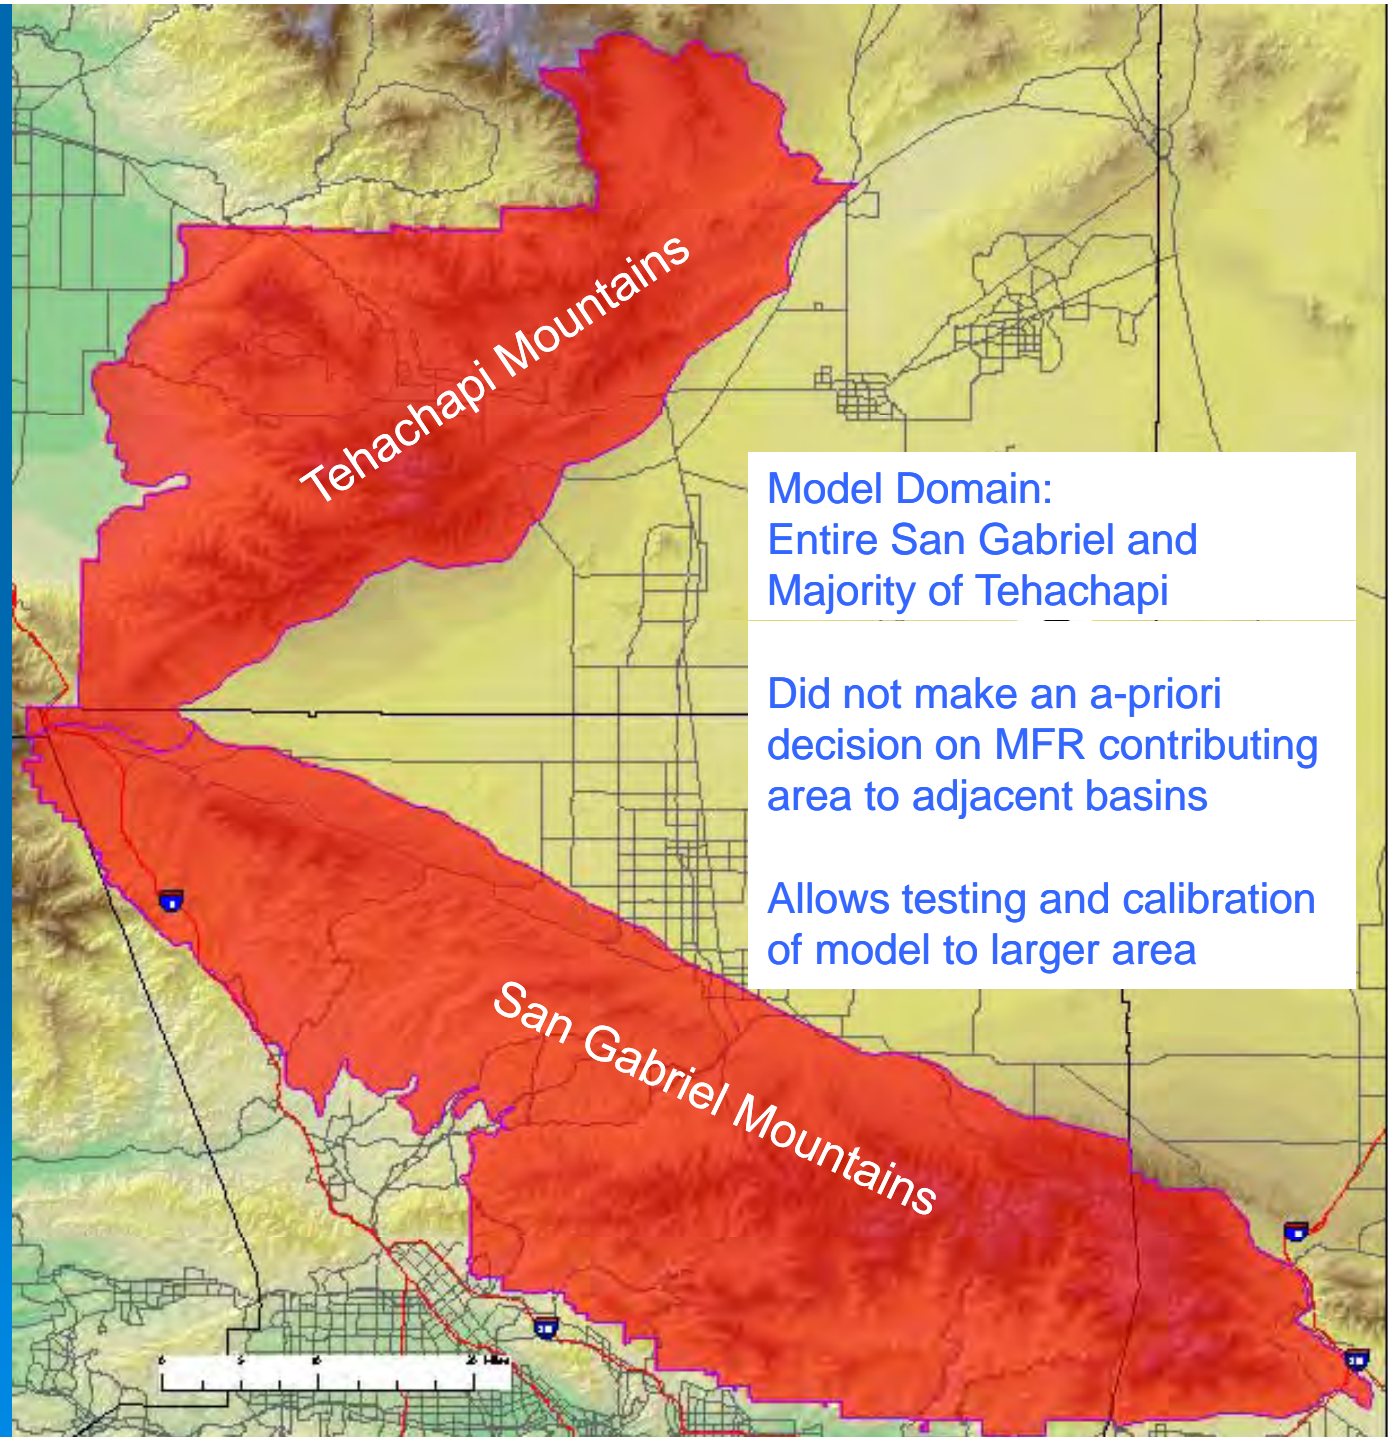 Tehachapi Mountains
Model Domain:
Entire San Gabriel and
Majority of Tehachapi
Did not make an a-priori
decision on MFR contributing
area to adjacent basins
Allows testing and calibration
of model to larger area
San Gabriel Mountains